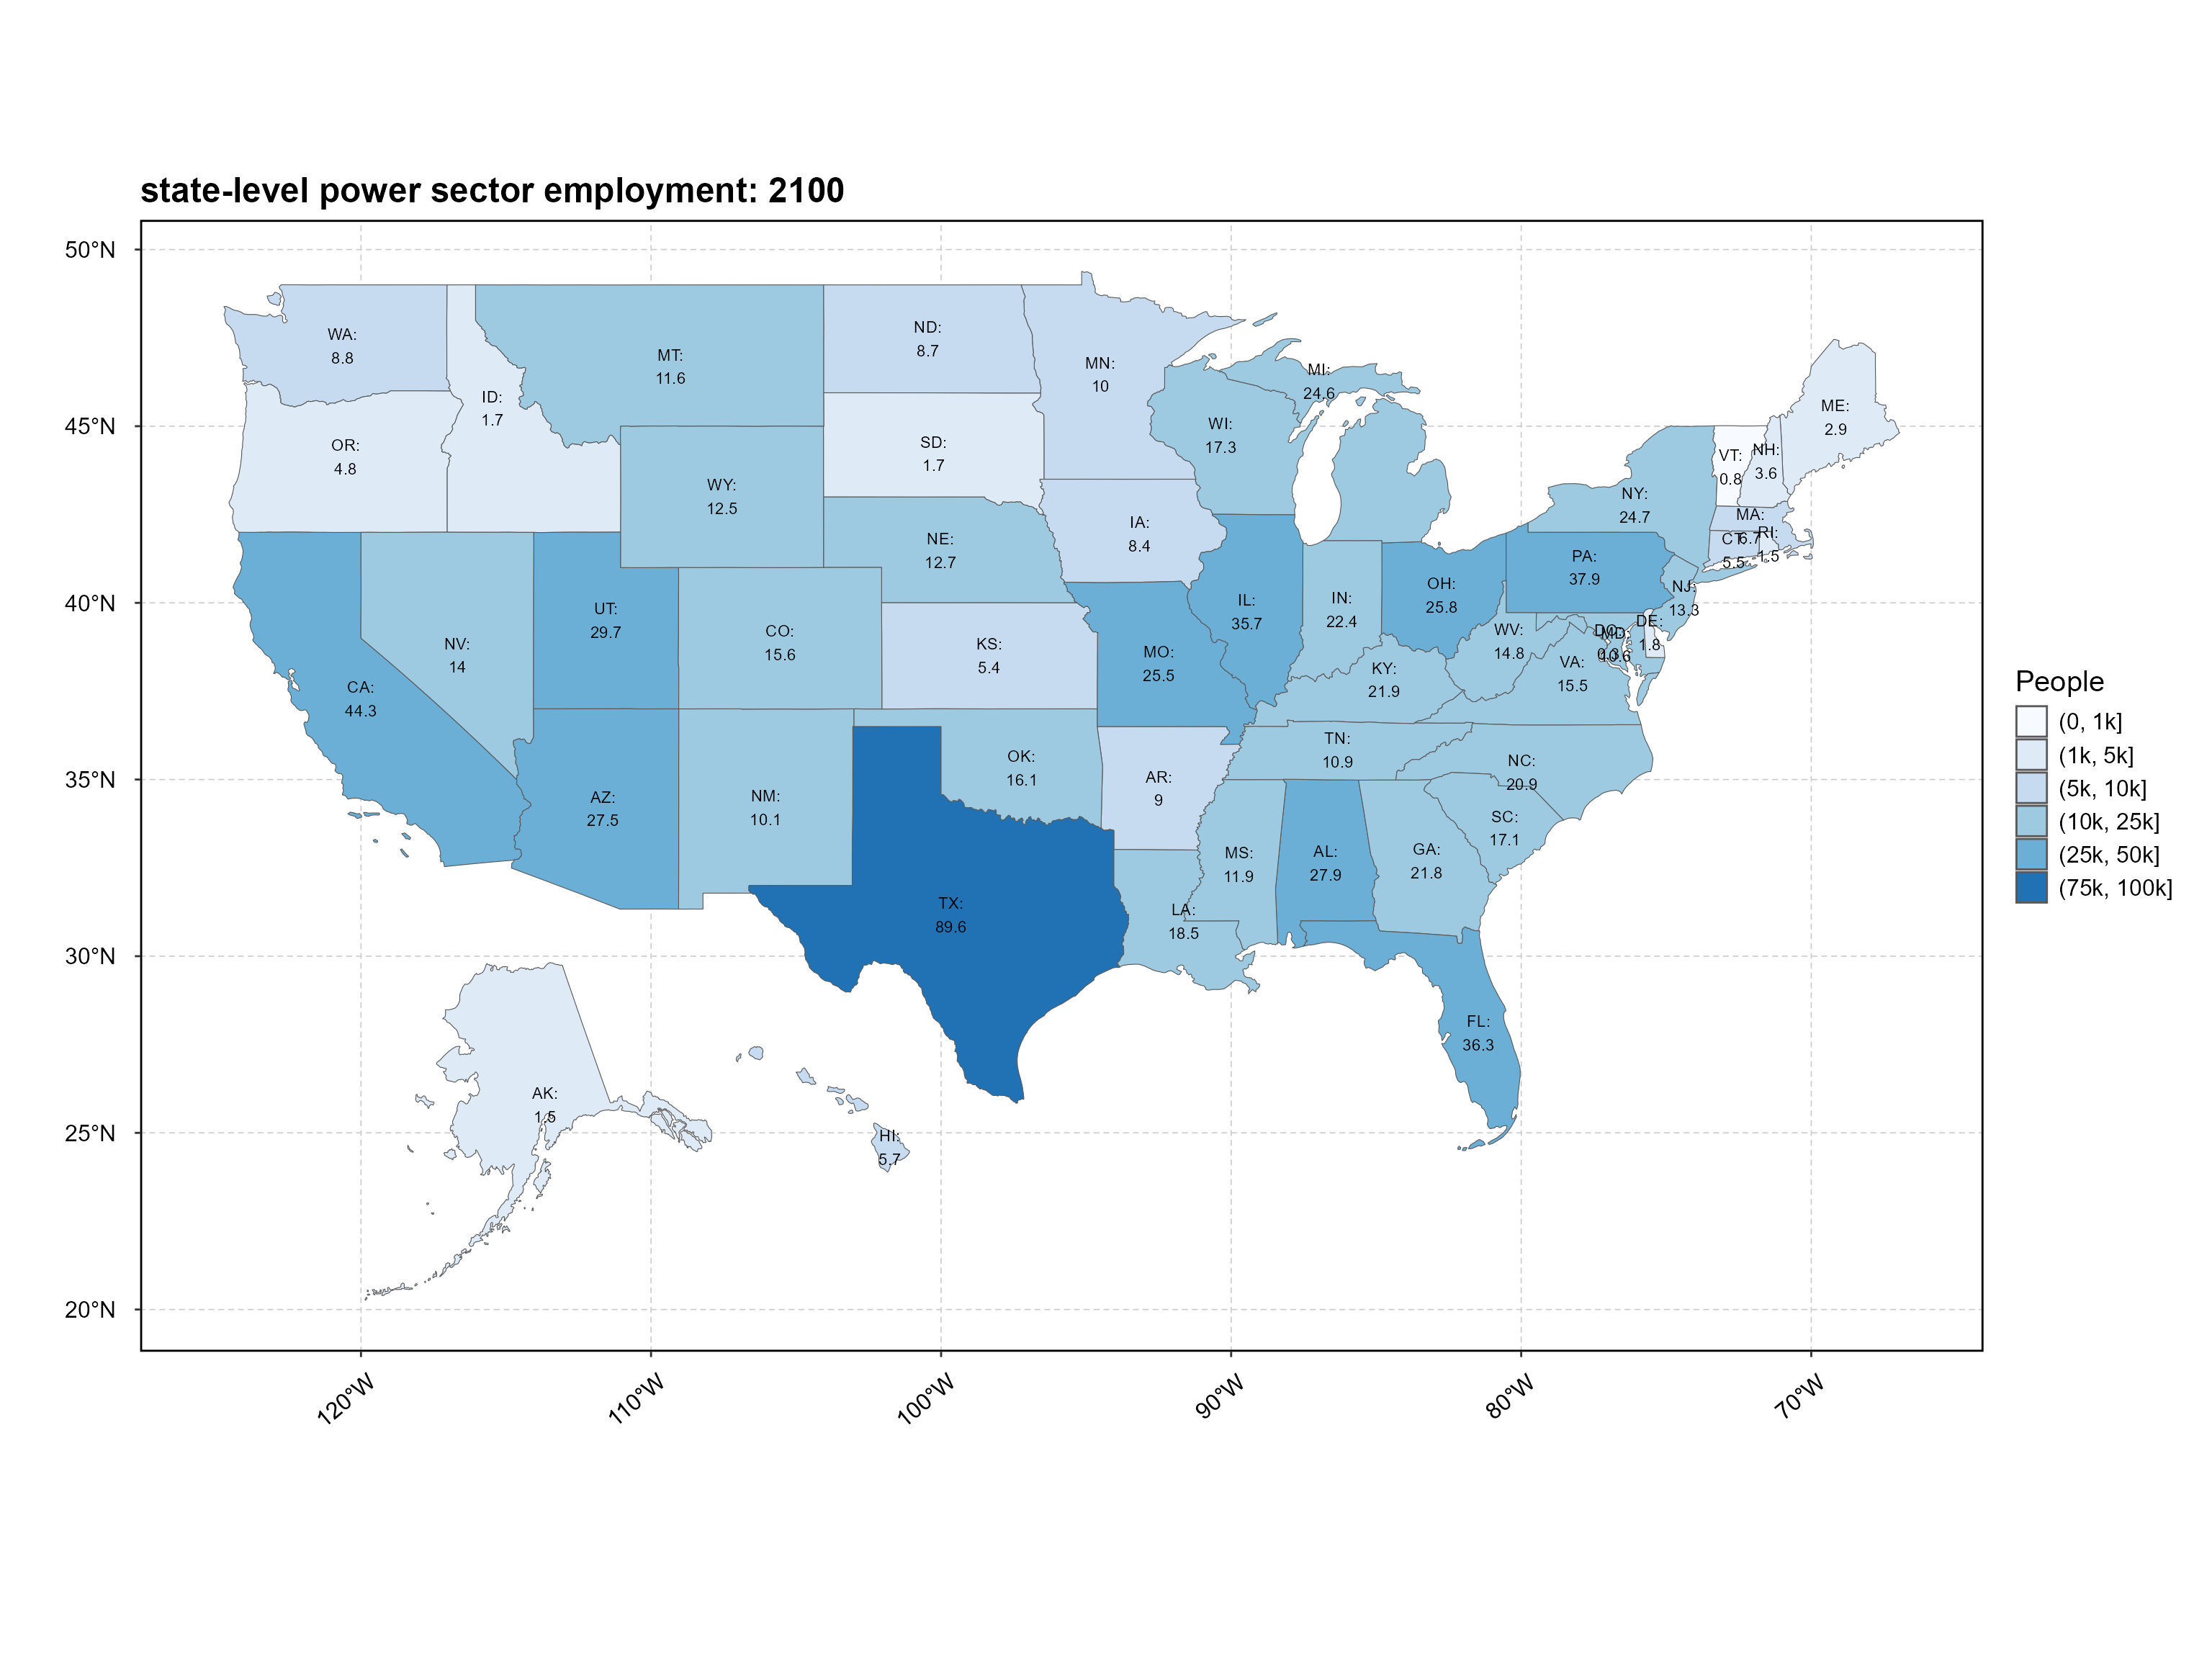 state-level power sector employment: 2100
50°N
45°N
40°N
35°N
30°N
25°N
20°N
120°W
110°W
100°W
90°W
80°W
70°W
WA:
8.8
OR:
4.8
ID:
1.7
MT:
11.6
ND:
8.7
SD:
1.7
MN:
10
WI:
17.3
MI:
24.6
WY:
12.5
NE:
12.7
IA:
8.4
NY:
24.7
VT:
0.8
NH:
3.6
ME:
2.9
MA:
6.7
RI:
1.5
CT:
5.5
PA:
37.9
NJ:
13.3
DE:
1.8
DC:
0.3
MD:
10.6
CA:
44.3
NV:
14
UT:
29.7
CO:
15.6
KS:
5.4
MO:
25.5
IL:
35.7
IN:
22.4
OH:
25.8
WV:
14.8
VA:
15.5
KY:
21.9
TN:
10.9
NC:
20.9
SC:
17.1
AZ:
27.5
NM:
10.1
OK:
16.1
AR:
9
TX:
89.6
LA:
18.5
MS:
11.9
AL:
27.9
GA:
21.8
FL:
36.3
AK:
1.5
HI:
5.7
People
(0, 1k]
(1k, 5k]
(5k, 10k]
(10k, 25k]
(25k, 50k]
(75k, 100k]